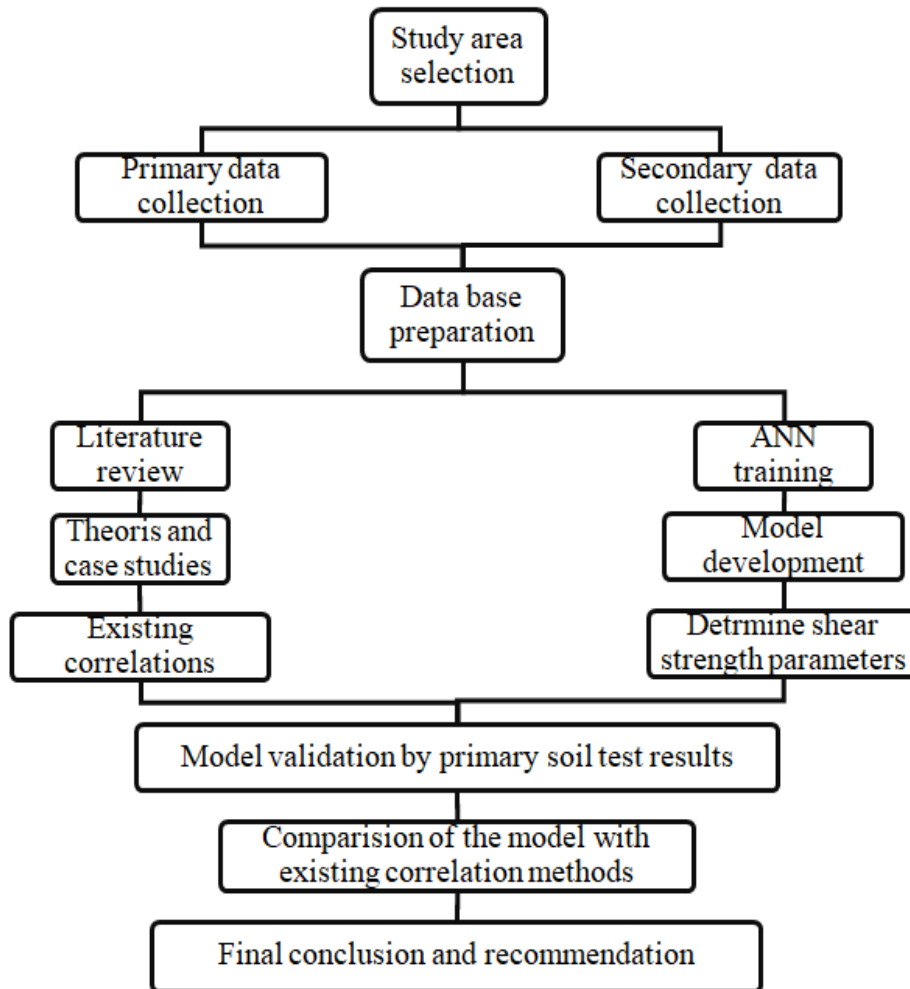 Study area
selection
Primary data
collection
Secondary data
collection
Data base
preparation
Literature
review
Theoris and
case studies
Existing
correlations
ANN
training
Model
development
Detrmine shear
strength parameters
Model validation by primary soil test results
Comparision of the model with
existing correlation methods
Final conclusion and recommendation